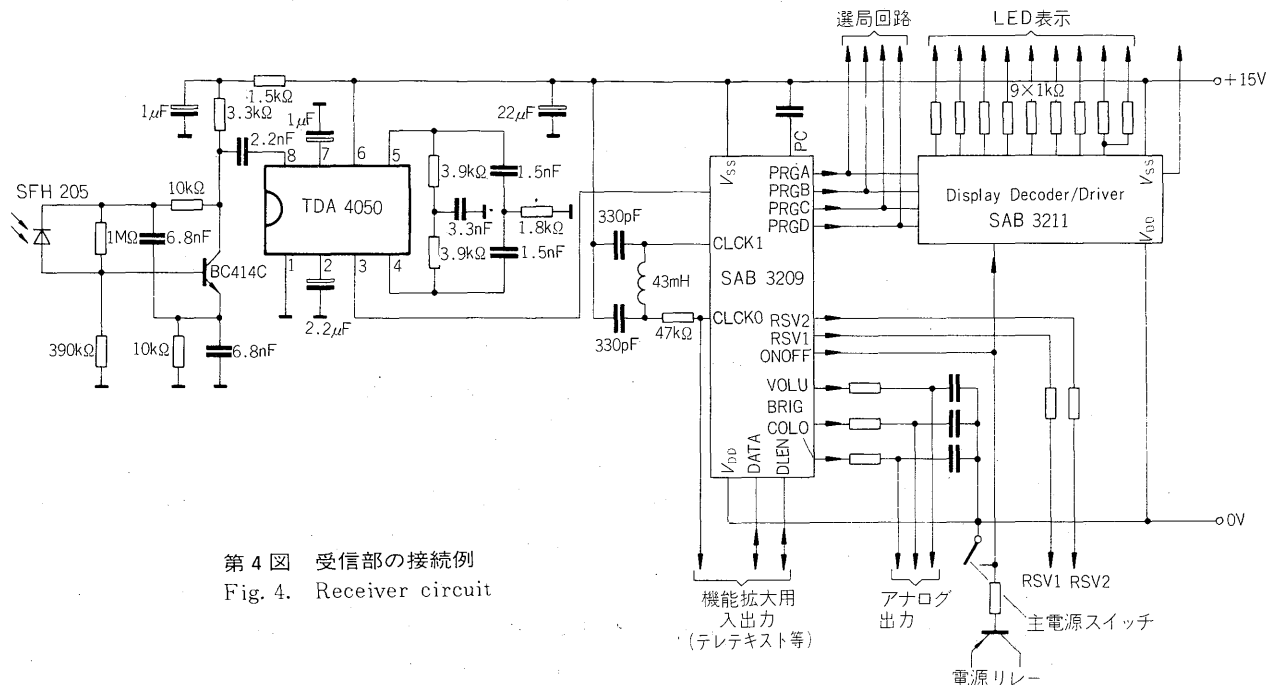 選局回路
LED表示
+15V
1μF
1.5kΩ
3.3kΩ
2.2nF
1μF
22μF
9×1kΩ
PC
8
7
6
5
3.9kΩ
1.5nF
VSS
PRGA
PRGB
PRGC
PRGD
VSS
Display Decoder/Driver
SAB 3211
VDD
SFH 205
10kΩ
TDA 4050
1MΩ
6.8nF
3.3nF
1.8kΩ
330pF
3.9kΩ
1.5nF
CLCK1
BC414C
1
2
3
4
43mH
SAB 3209
2.2μF
CLCK0
47kΩ
330pF
RSV2
RSV1
ONOFF
390kΩ
10kΩ
6.8nF
VOLU
BRIG
COLO
VDD
DATA
DLEN
0V
第4図 受信部の接続例
Fig. 4. Receiver circuit
機能拡大用
入出力
(テレテキスト等)
アナログ
出力
RSV1
RSV2
主電源スイッチ
電源リレー